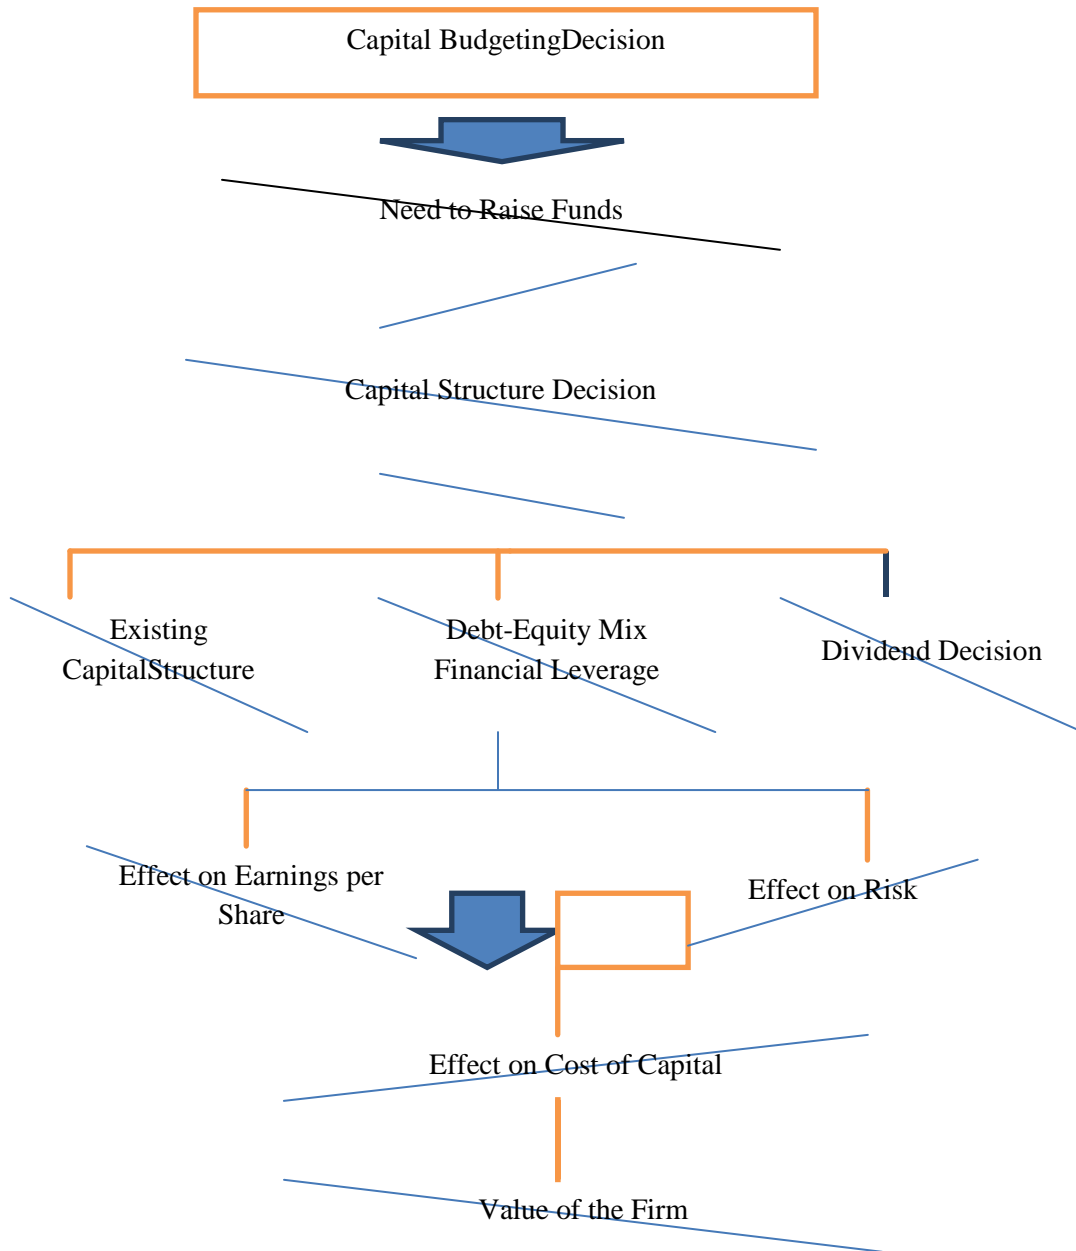 Capital BudgetingDecision
Need to Raise Funds
Capital Structure Decision
Existing
CapitalStructure
Debt-Equity Mix
Financial Leverage
Dividend Decision
Effect on Earnings per
Share
Effect on Risk
Effect on Cost of Capital
Value of the Firm